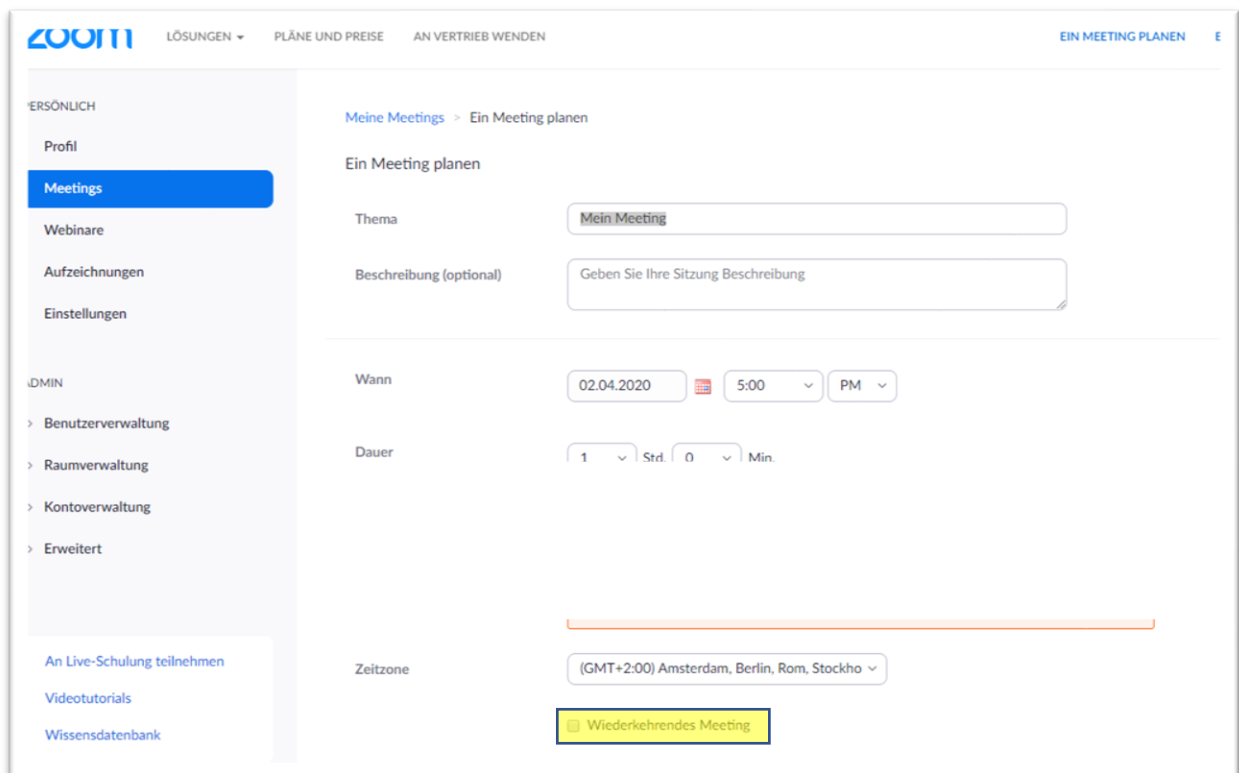 zoom LÖSUNGEN PLÄNE UND PREISE AN VERTRIEB WENDEN EIN MEETING PLANEN E
PERSÖNLICH
Profil
Meetings
Webinare
Aufzeichnungen
Einstellungen
ADMIN
> Benutzerverwaltung
> Raumverwaltung
> Kontoverwaltung
> Erweitert
An Live-Schulung teilnehmen
Videotutorials
Wissensdatenbank
Meine Meetings > Ein Meeting planen
Ein Meeting planen
Thema Mein Meeting
Beschreibung (optional) Geben Sie Ihre Sitzung Beschreibung
Wann 02.04.2020 5:00 PM
Dauer 1 Std. 0 Min.
Zeitzone (GMT+2:00) Amsterdam, Berlin, Rom, Stockho
Wiederkehrendes Meeting